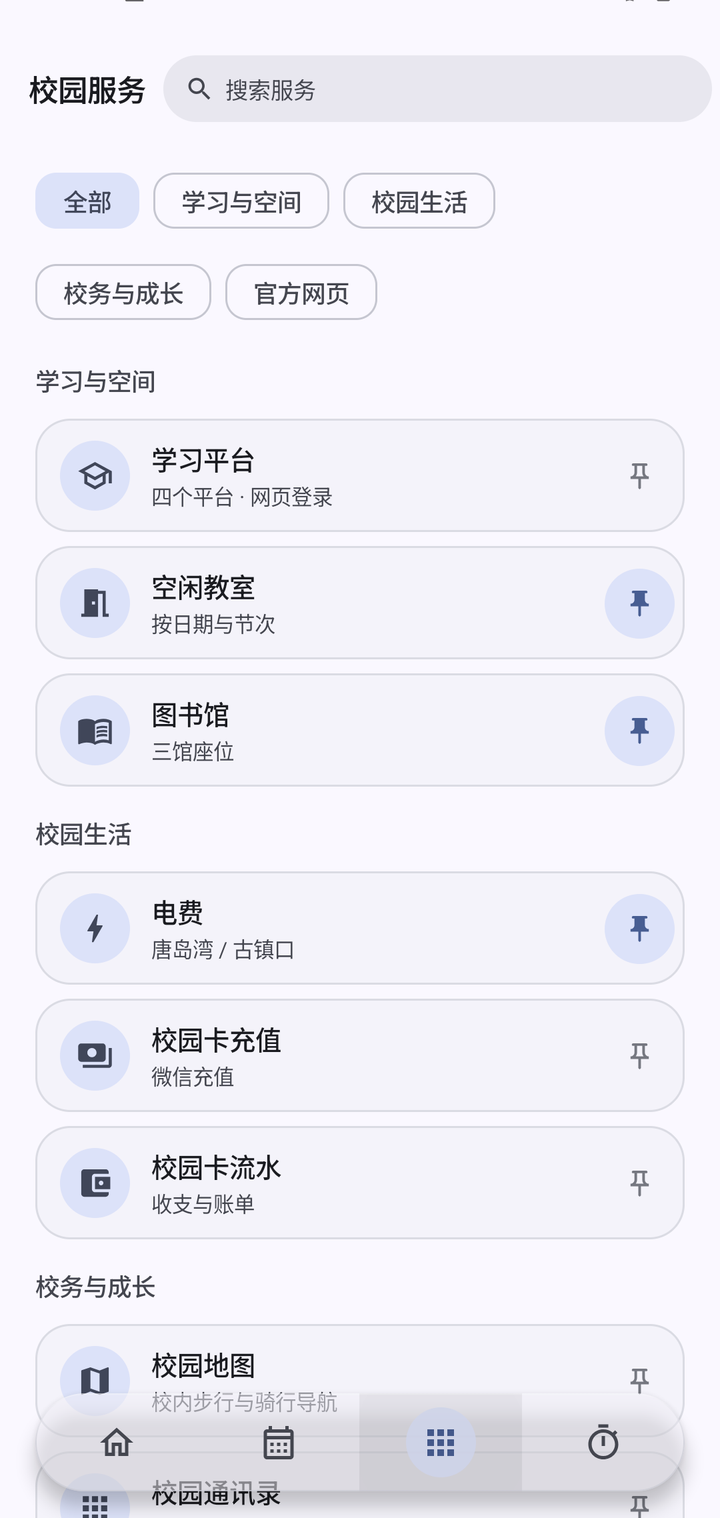 校园服务
搜索服务
全部
学习与空间
校园生活
校务与成长
官方网页
学习与空间
学习平台
四个平台 · 网页登录
空闲教室
按日期与节次
图书馆
三馆座位
校园生活
电费
唐岛湾 / 古镇口
校园卡充值
微信充值
校园卡流水
收支与账单
校务与成长
校园地图
校内步行与骑行导航
校园通讯录